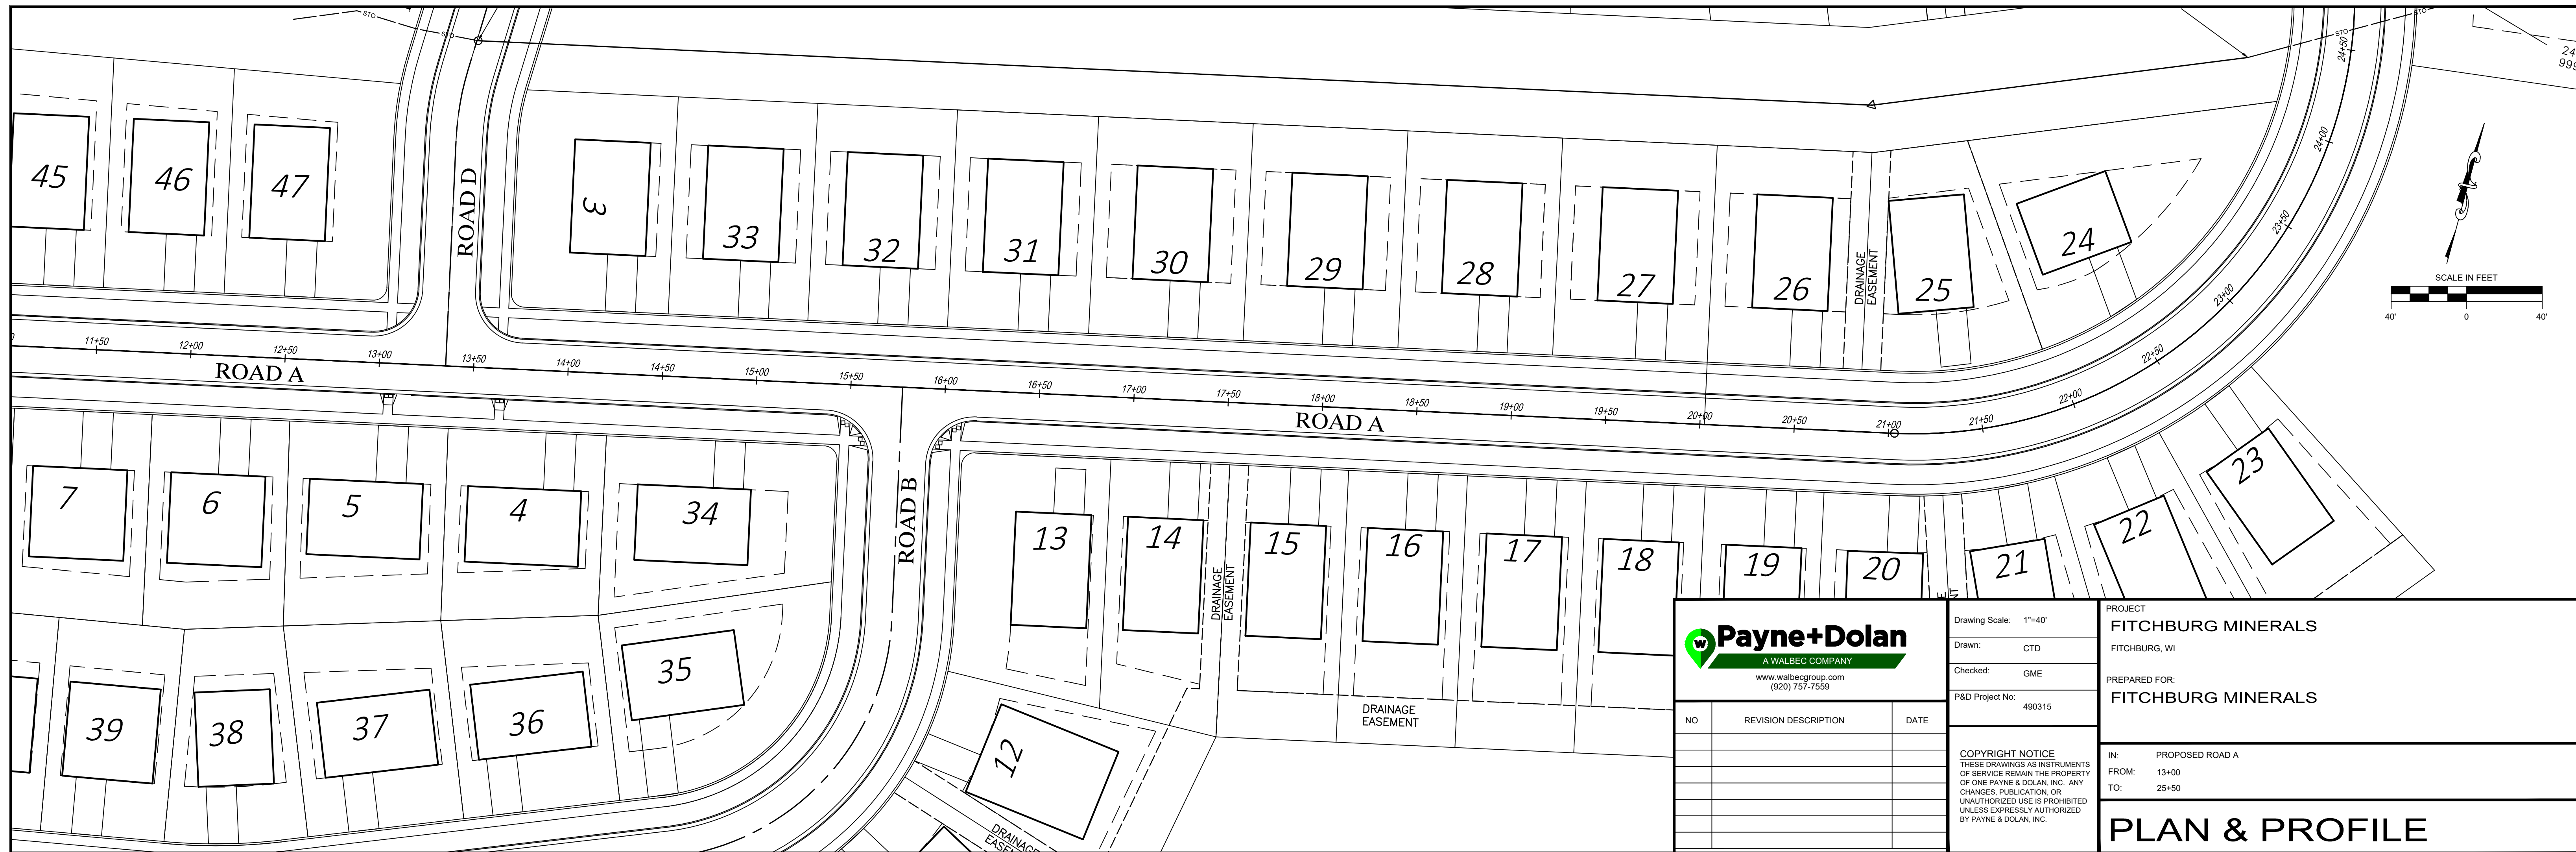 STO
STO
STO
STO
24+50
24+00
23+50
23+00
22+50
22+00
45
46
47
ROAD D
3
33
32
31
30
29
28
27
26
DRAINAGE
EASEMENT
25
24
SCALE IN FEET
40'
0
40'
11+50
12+00
12+50
13+00
13+50
14+00
14+50
15+00
15+50
16+00
16+50
17+00
17+50
18+00
18+50
19+00
19+50
20+00
20+50
21+00
21+50
ROAD A
ROAD A
7
6
5
4
34
ROAD B
13
14
DRAINAGE
EASEMENT
15
16
17
18
19
20
21
22
23
39
38
37
36
35
12
DRAINAGE
EASEMENT
DRAINAGE
W Payne+Dolan
A WALBEC COMPANY
www.walbecgroup.com
(920) 757-7559
NO REVISION DESCRIPTION DATE
Drawing Scale: 1"=40'
Drawn: CTD
Checked: GME
P&D Project No:
490315
COPYRIGHT NOTICE
THESE DRAWINGS AS INSTRUMENTS
OF SERVICE REMAIN THE PROPERTY
OF ONE PAYNE & DOLAN, INC. ANY
CHANGES, PUBLICATION, OR
UNAUTHORIZED USE IS PROHIBITED
UNLESS EXPRESSLY AUTHORIZED
BY PAYNE & DOLAN, INC.
PROJECT
FITCHBURG MINERALS
FITCHBURG, WI
PREPARED FOR:
FITCHBURG MINERALS
IN: PROPOSED ROAD A
FROM: 13+00
TO: 25+50
PLAN & PROFILE